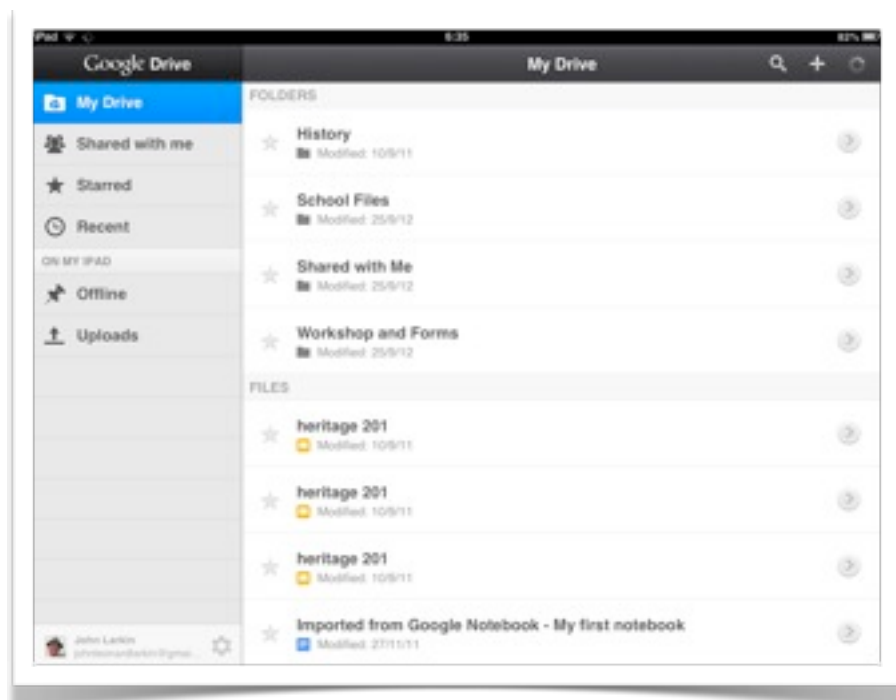 iPad
6:35
82%
Google Drive
My Drive
My Drive
Shared with me
Starred
Recent
ON MY IPAD
Offline
Uploads
John Larkin
FOLDERS
History
Modified: 10/9/11
School Files
Modified: 25/9/12
Shared with Me
Modified: 25/9/12
Workshop and Forms
Modified: 25/9/12
FILES
heritage 201
Modified: 10/9/11
heritage 201
Modified: 10/9/11
heritage 201
Modified: 10/9/11
Imported from Google Notebook - My first notebook
Modified: 27/11/11